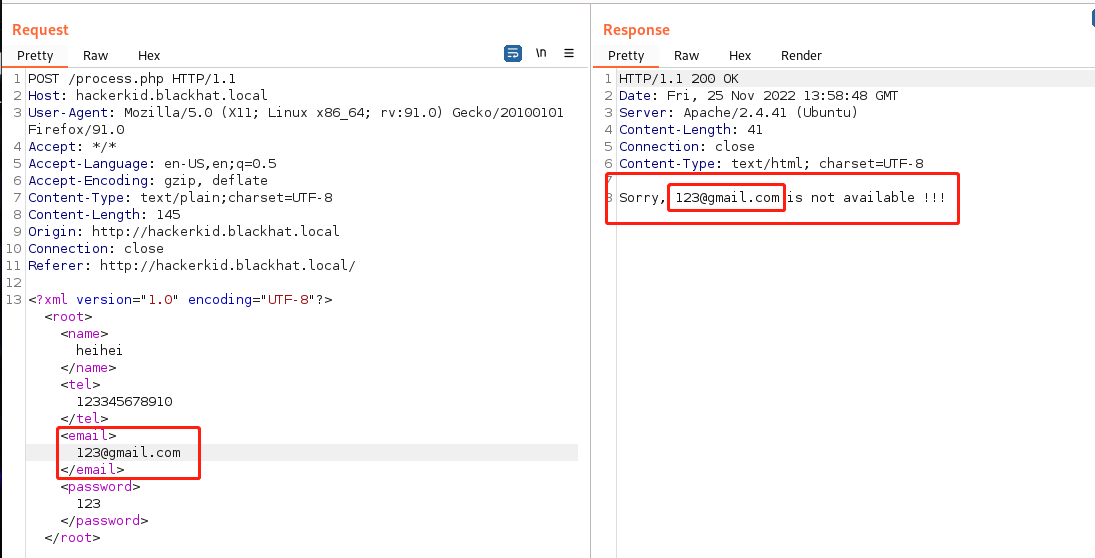 Request
Pretty Raw Hex \n
1 POST /process.php HTTP/1.1
2 Host: hackerkid.blackhat.local
3 User-Agent: Mozilla/5.0 (X11; Linux x86_64; rv:91.0) Gecko/20100101
Firefox/91.0
4 Accept: */*
5 Accept-Language: en-US,en;q=0.5
6 Accept-Encoding: gzip, deflate
7 Content-Type: text/plain;charset=UTF-8
8 Content-Length: 145
9 Origin: http://hackerkid.blackhat.local
10 Connection: close
11 Referer: http://hackerkid.blackhat.local/
12
13 <?xml version="1.0" encoding="UTF-8"?>
<root>
<name>
heihei
</name>
<tel>
123345678910
</tel>
<email>
123@gmail.com
</email>
<password>
123
</password>
</root>
Response
Pretty Raw Hex Render
1 HTTP/1.1 200 OK
2 Date: Fri, 25 Nov 2022 13:58:48 GMT
3 Server: Apache/2.4.41 (Ubuntu)
4 Content-Length: 41
5 Connection: close
6 Content-Type: text/html; charset=UTF-8
7
8 Sorry, 123@gmail.com is not available !!!